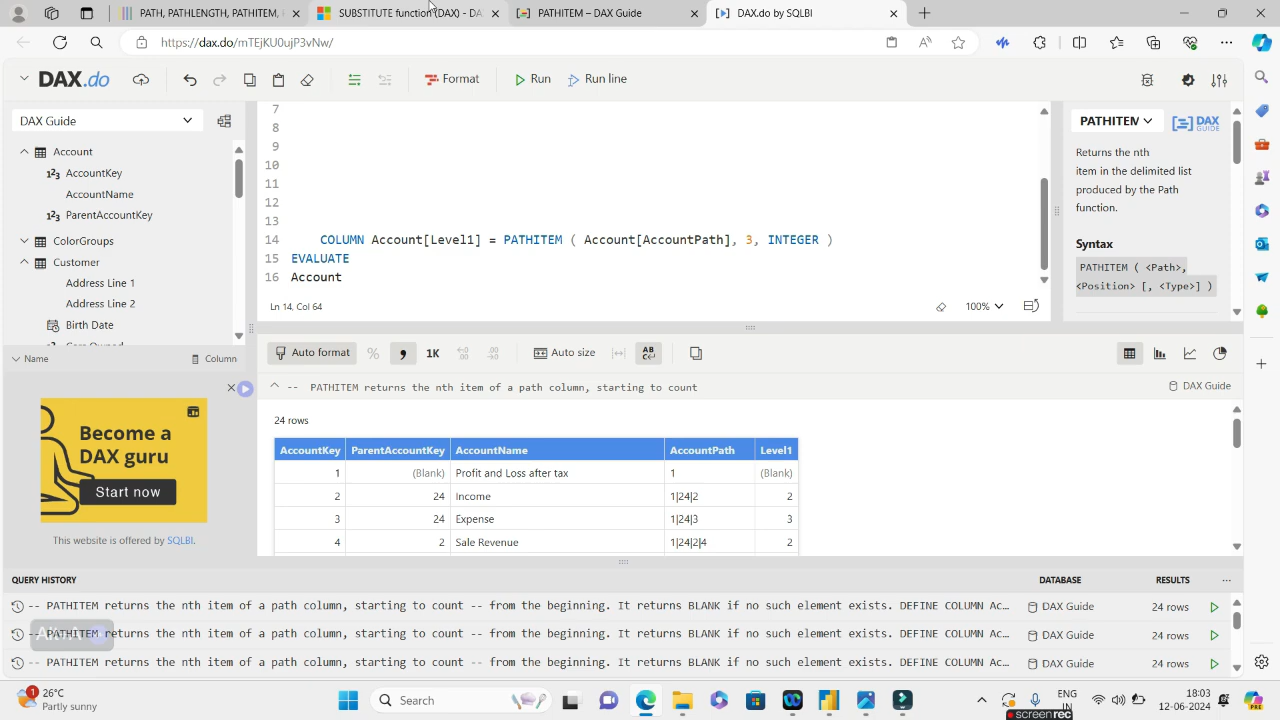 PATH, PATHLENGTH, PATHITEM,
SUBSTITUTE function (DAX) - DA
PATHITEM – DAX Guide
DAX.do by SQLBI
https://dax.do/mTEjKU0ujP3vNw/
DAX.do
Format
Run
Run line
DAX Guide
Account
AccountKey
AccountName
ParentAccountKey
ColorGroups
Customer
Address Line 1
Address Line 2
Birth Date
Name
Column
Become a
DAX guru
Start now
This website is offered by SQLBI.
7
8
9
10
11
12
13
14 COLUMN Account[Level1] = PATHITEM ( Account[AccountPath], 3, INTEGER )
15 EVALUATE
16 Account
Ln 14, Col 64
100%
PATHITEM
DAX GUIDE
Returns the nth
item in the delimited list
produced by the Path
function.
Syntax
PATHITEM ( <Path>,
<Position> [, <Type>] )
Auto format
%
,
1K
Auto size
-- PATHITEM returns the nth item of a path column, starting to count
DAX Guide
24 rows
AccountKey ParentAccountKey AccountName AccountPath Level1
1 (Blank) Profit and Loss after tax 1 (Blank)
2 24 Income 1|24|2 2
3 24 Expense 1|24|3 3
4 2 Sale Revenue 1|24|2|4 2
QUERY HISTORY
DATABASE
RESULTS
-- PATHITEM returns the nth item of a path column, starting to count -- from the beginning. It returns BLANK if no such element exists. DEFINE COLUMN Ac... DAX Guide 24 rows
-- PATHITEM returns the nth item of a path column, starting to count -- from the beginning. It returns BLANK if no such element exists. DEFINE COLUMN Ac... DAX Guide 24 rows
-- PATHITEM returns the nth item of a path column, starting to count -- from the beginning. It returns BLANK if no such element exists. DEFINE COLUMN Ac... DAX Guide 24 rows
1
26°C
Partly sunny
Search
ENG
IN
18:03
12-06-2024
screen rec